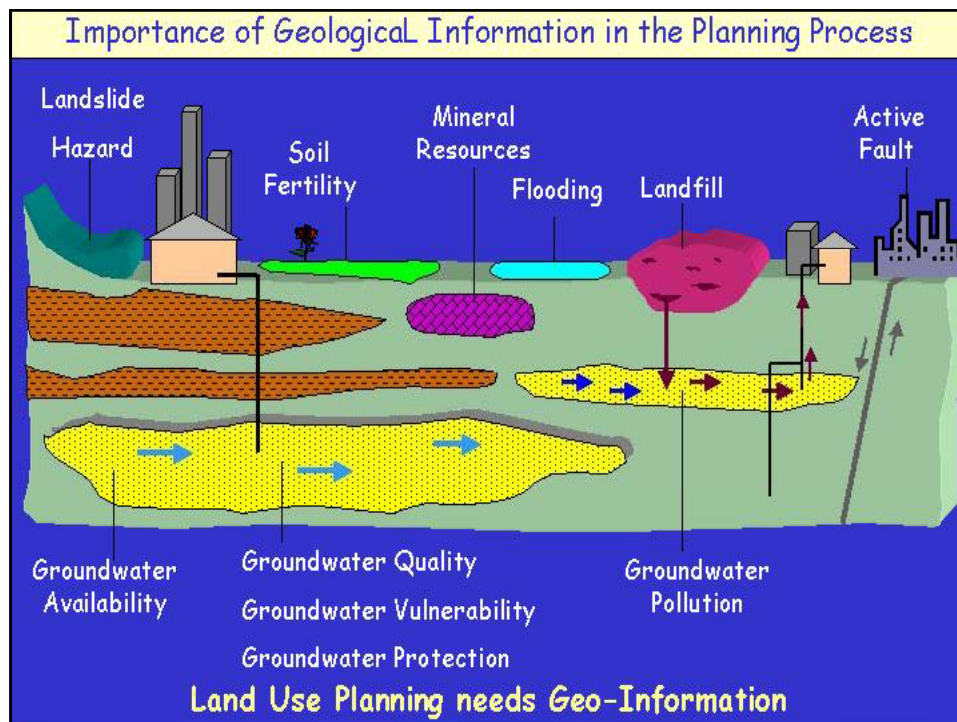 Importance of GeologicaL Information in the Planning Process
Landslide
Hazard
Soil
Fertility
Mineral
Resources
Flooding
Landfill
Active
Fault
Groundwater
Availability
Groundwater Quality
Groundwater Vulnerability
Groundwater Protection
Groundwater
Pollution
Land Use Planning needs Geo-Information